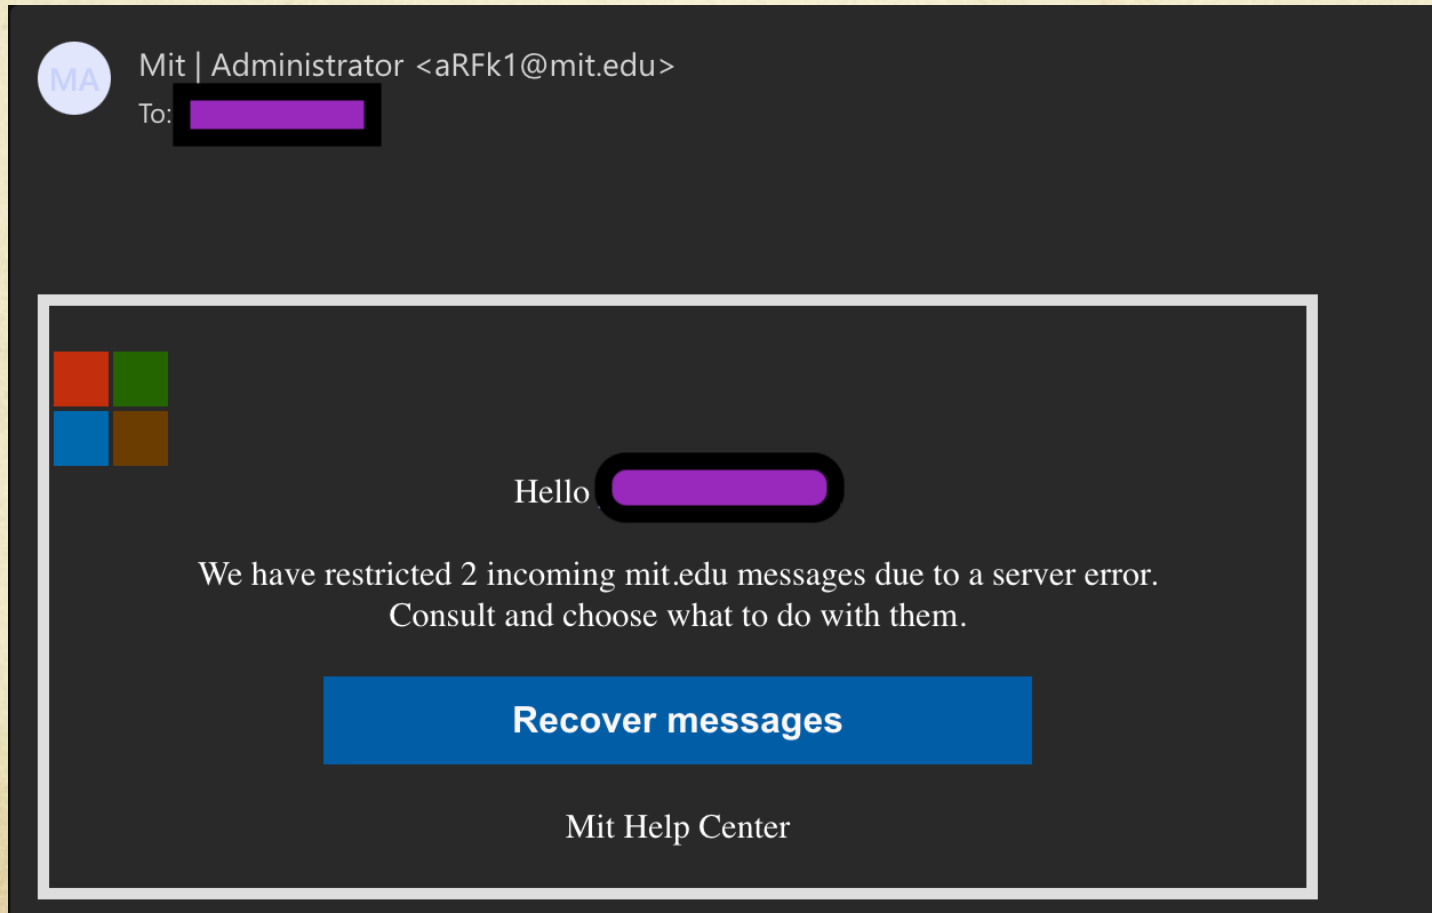 MA
Mit | Administrator <aRFk1@mit.edu>
To:
Hello
We have restricted 2 incoming mit.edu messages due to a server error.
Consult and choose what to do with them.
Recover messages
Mit Help Center